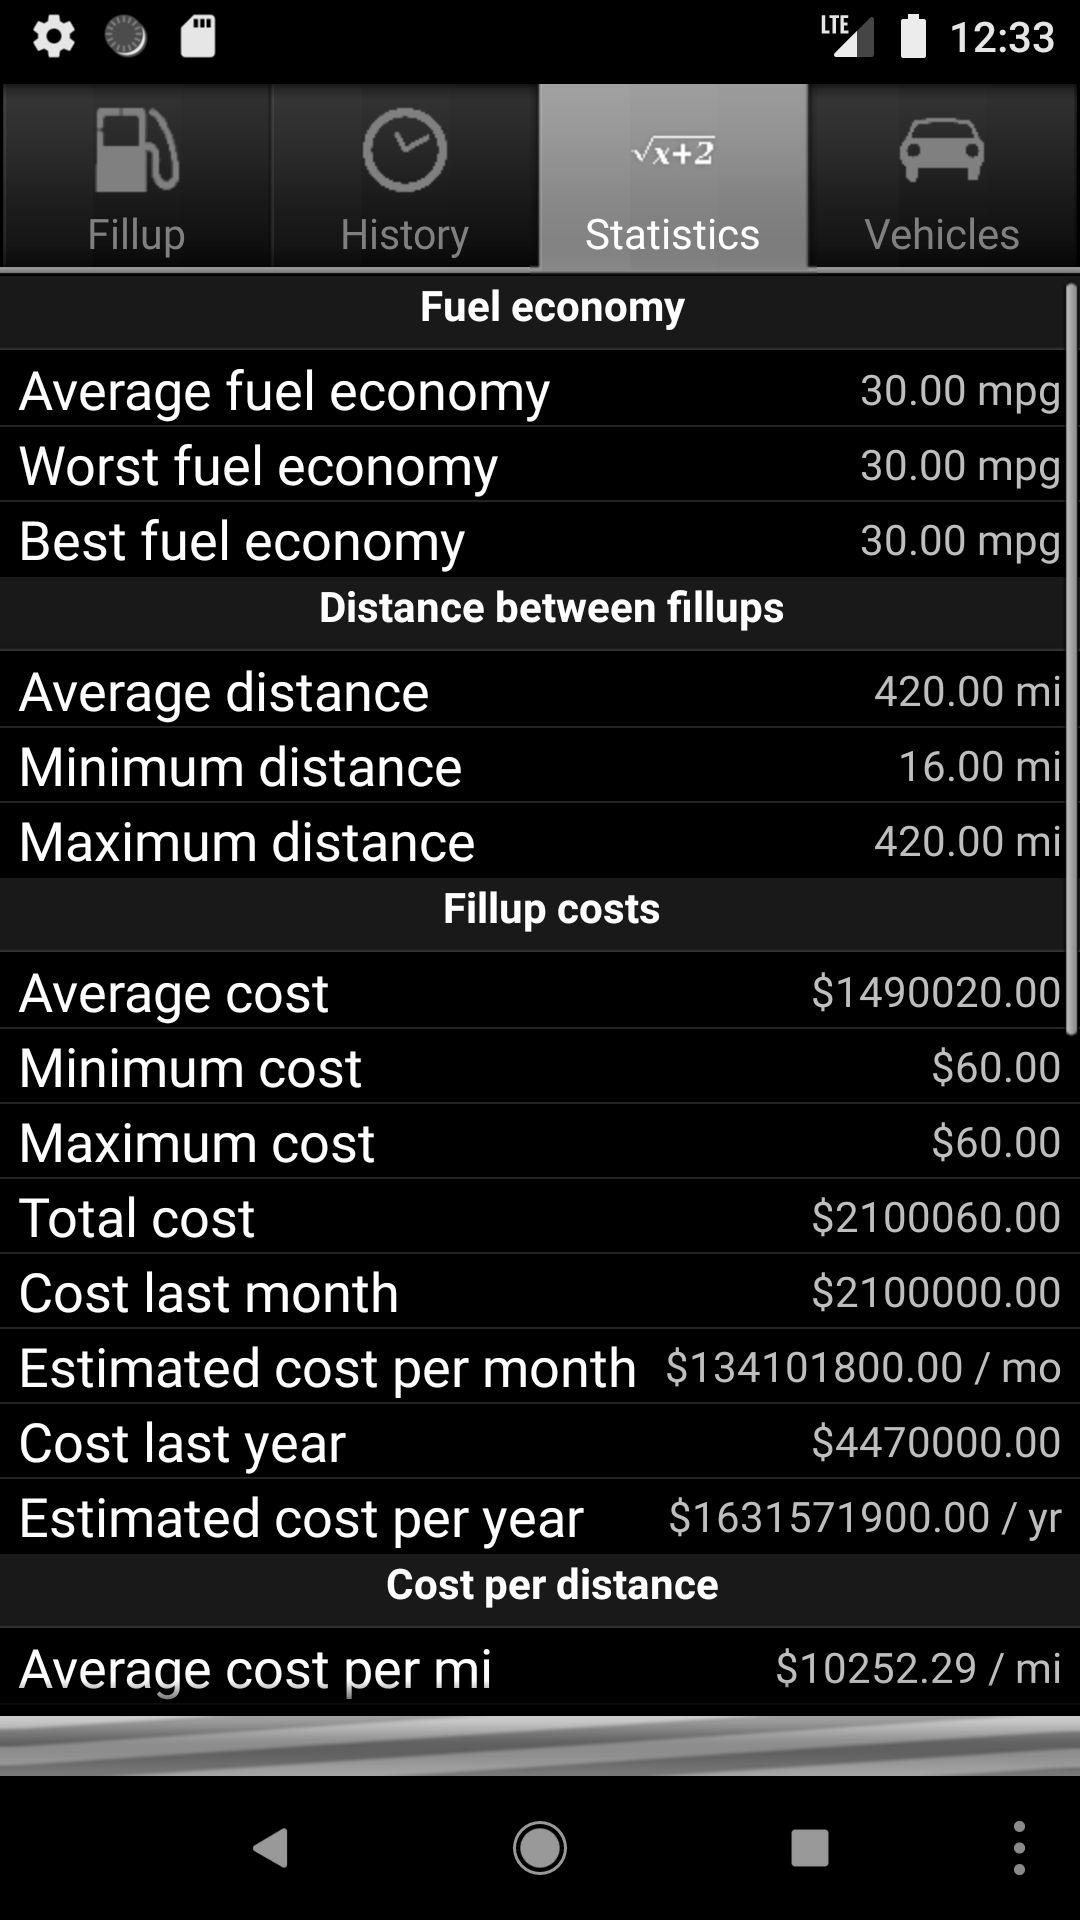 LTE 12:33
√x+2
Fillup History Statistics Vehicles
Fuel economy
Average fuel economy 30.00 mpg
Worst fuel economy 30.00 mpg
Best fuel economy 30.00 mpg
Distance between fillups
Average distance 420.00 mi
Minimum distance 16.00 mi
Maximum distance 420.00 mi
Fillup costs
Average cost $1490020.00
Minimum cost $60.00
Maximum cost $60.00
Total cost $2100060.00
Cost last month $2100000.00
Estimated cost per month $134101800.00 / mo
Cost last year $4470000.00
Estimated cost per year $1631571900.00 / yr
Cost per distance
Average cost per mi $10252.29 / mi